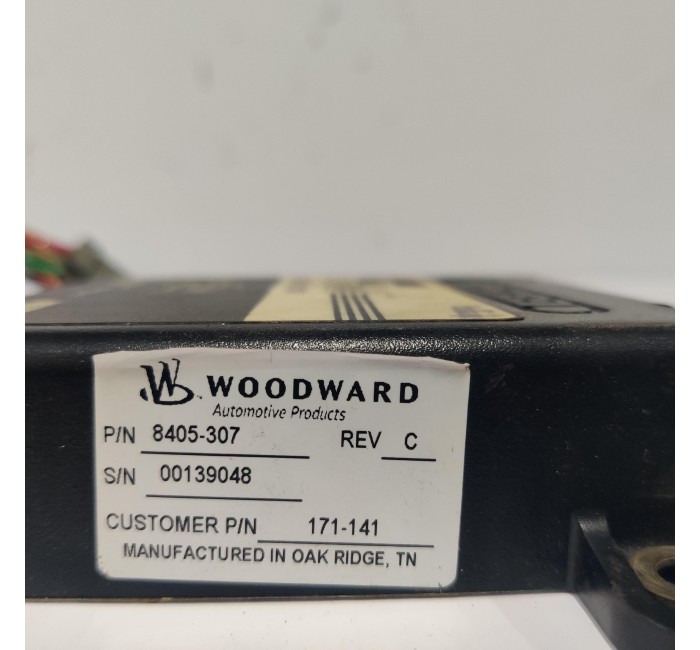 WOODWARD
Automotive Products
P/N 8405-307 REV C
S/N 00139048
CUSTOMER P/N 171-141
MANUFACTURED IN OAK RIDGE, TN